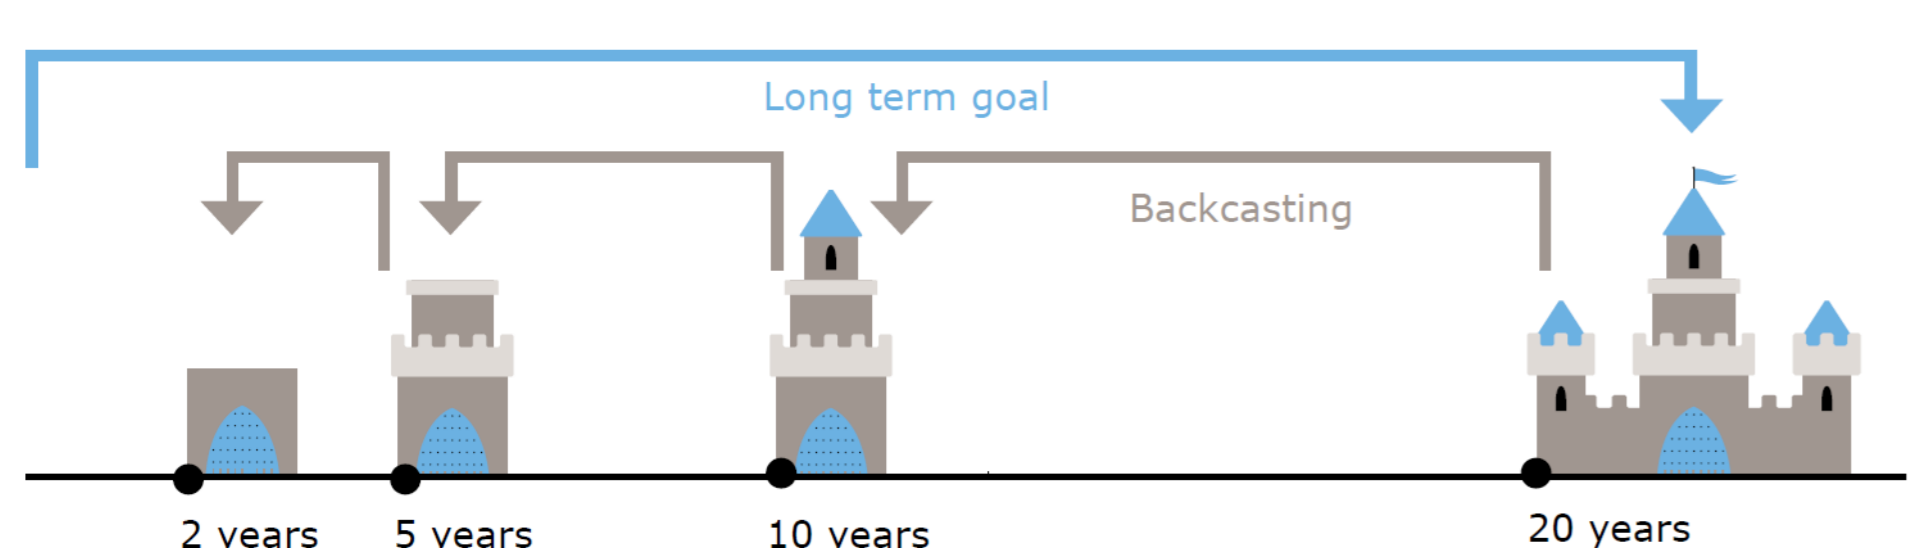 Long term goal
Backcasting
2 years
5 years
10 years
20 years